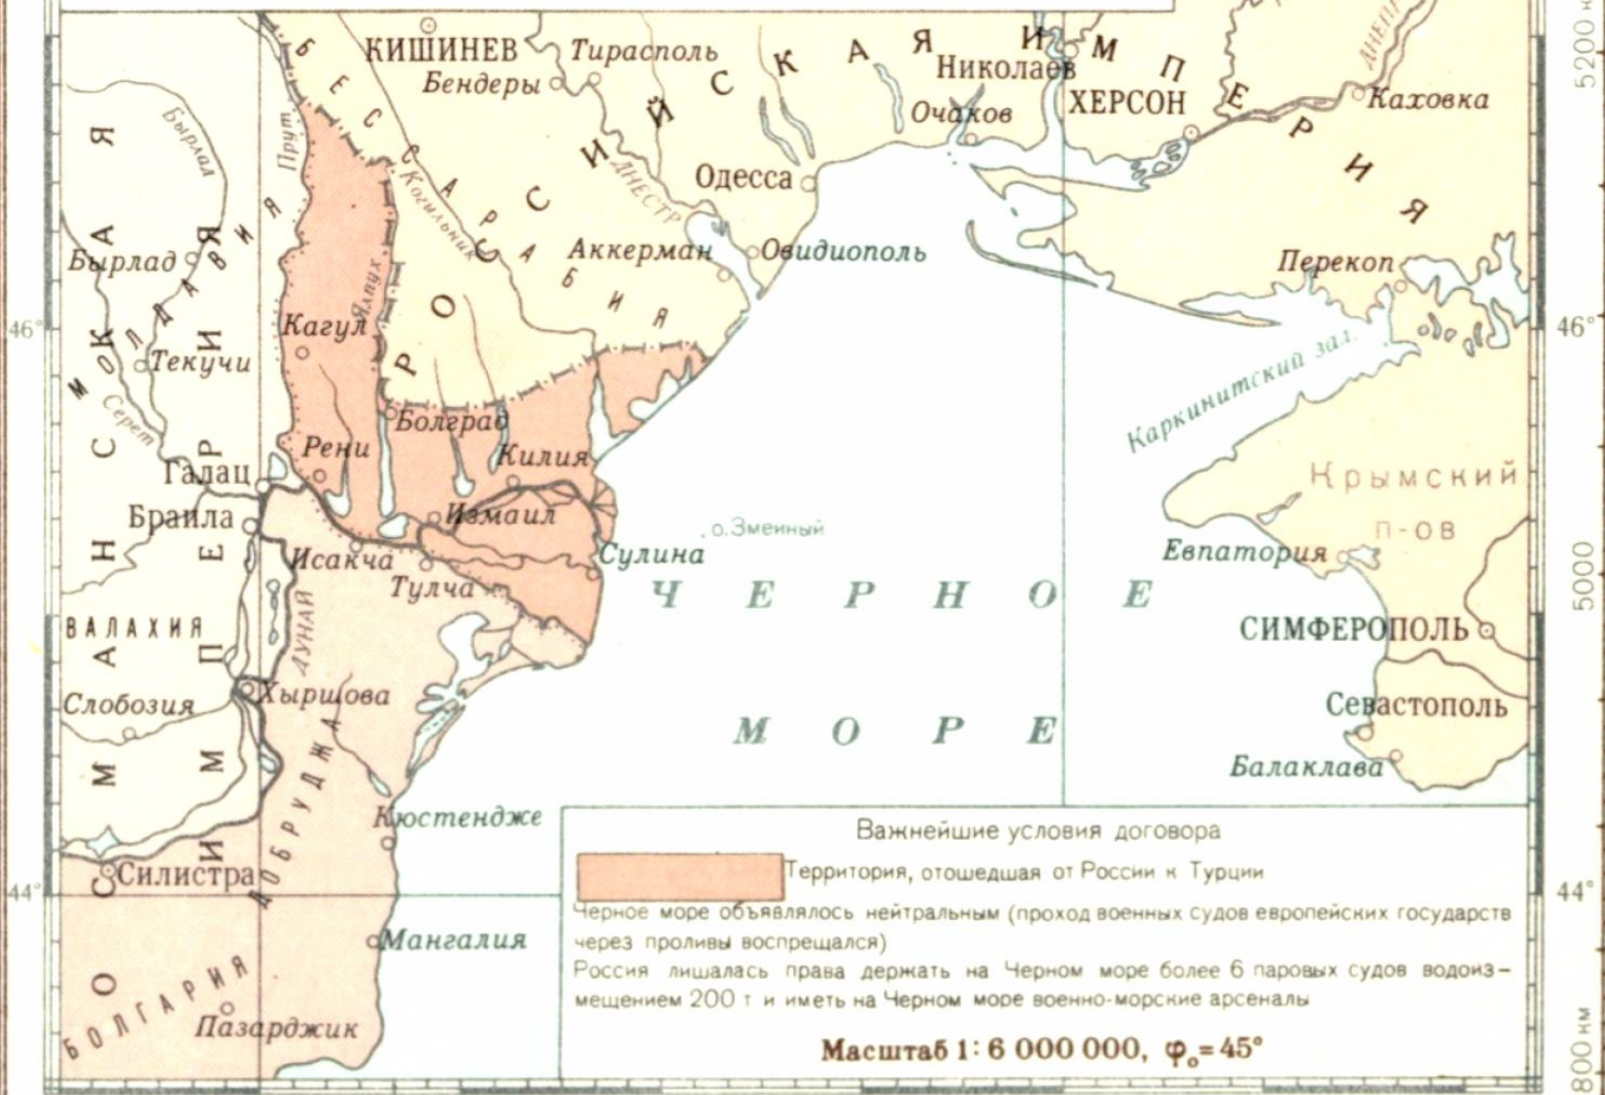 КИШИНЕВ
Тирасполь
Бендеры
Николаев
ХЕРСОН
Очаков
Каховка
ДНЕПР
5200 к
БЕССАРАБИЯ
РОССИЙСКАЯ ИМПЕРИЯ
Бырлад
Прут
Когильник
ДНЕСТР
Одесса
Аккерман
Овидиополь
Перекоп
Бырлад
МОЛДАВИЯ
Ялпух
Кагул
46°
46°
Текучи
Серет
Каркинитский зал.
Болград
Рени
Килия
Галац
Измаил
Браила
Крымский
п-ов
о.Змеиный
Исакча
Сулина
Евпатория
Тулча
ЧЕРНОЕ
МОРЕ
5000
ВАЛАХИЯ
ДУНАЙ
СИМФЕРОПОЛЬ
Слобозия
Хыршова
Севастополь
Балаклава
ДОБРУДЖА
Кюстендже
Силистра
44°
44°
Мангалия
ОСМАНСКАЯ
ИМПЕРИЯ
БОЛГАРИЯ
Пазарджик
800 км
Важнейшие условия договора
Территория, отошедшая от России к Турции
Черное море объявлялось нейтральным (проход военных судов европейских государств
через проливы воспрещался)
Россия лишалась права держать на Черном море более 6 паровых судов водоиз-
мещением 200 т и иметь на Черном море военно-морские арсеналы
Масштаб 1: 6 000 000, φ₀=45°